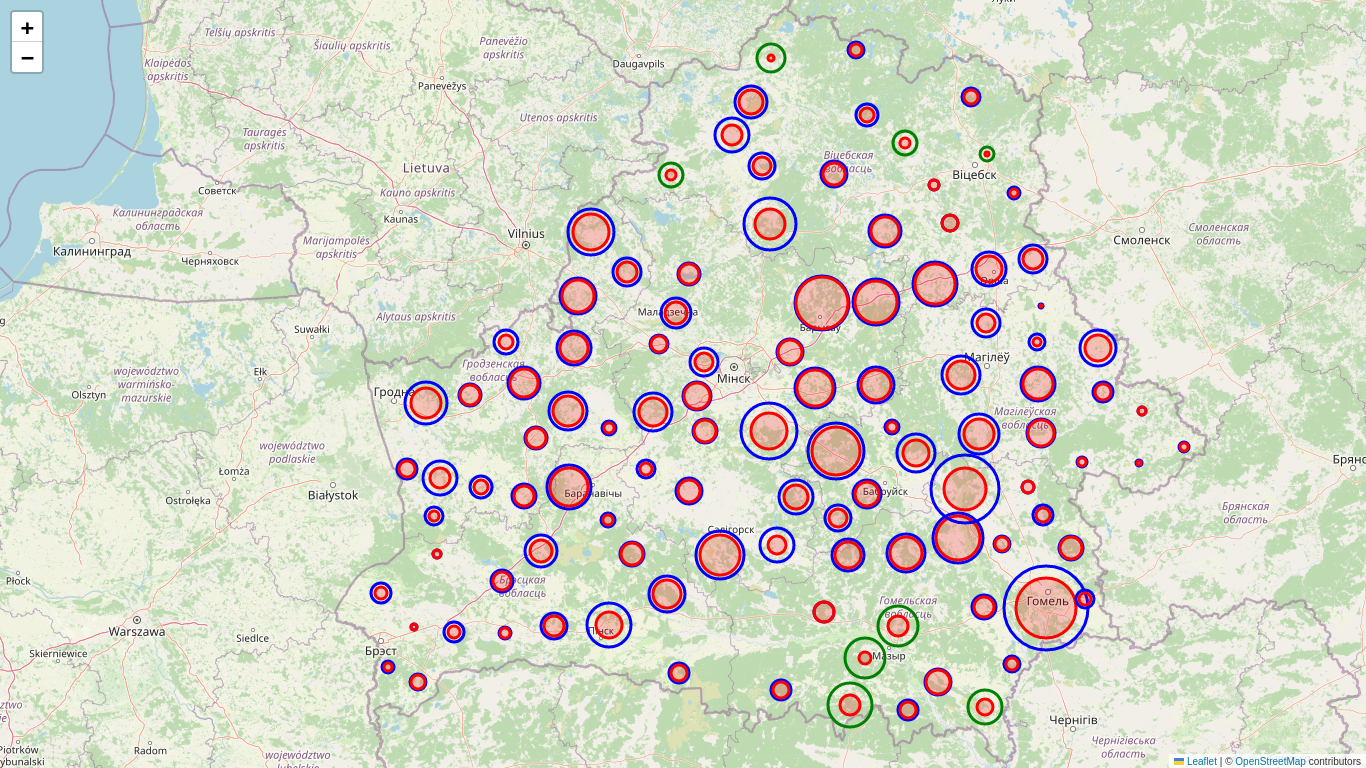 +
−
Луки
Telšių apskritis
Šiaulių apskritis
Panevėžio
apskritis
Klaipėdos
apskritis
Daugavpils
Panevėžys
Utenos apskritis
Tauragės
apskritis
Lietuva
Віцебская
вобласць
Віцебск
Советск
Kauno apskritis
Калининградская
область
Kaunas
Vilnius
Смоленская
область
Смоленск
Калининград
Marijampolės
apskritis
Черняховск
Орша
Alytaus apskritis
Маладзечна
Suwałki
Барысаў
Магілёў
Гродзенская
вобласць
Мінск
województwo
warmińsko-
mazurskie
Ełk
Olsztyn
Гродна
Магілёўская
вобласць
województwo
podlaskie
Łomża
Брянс
Białystok
Ostrołęka
Баранавічы
Бабруйск
Брянская
область
Салігорск
Płock
Брэсцкая
вобласць
Гомельская
вобласць
Гомель
Warszawa
Siedlce
Пінск
Skierniewice
Брэст
Мазыр
Чернігів
Piotrków
Trybunalski
Radom
województwo
lubelskie
Чернігівська
область
Leaflet | © OpenStreetMap contributors